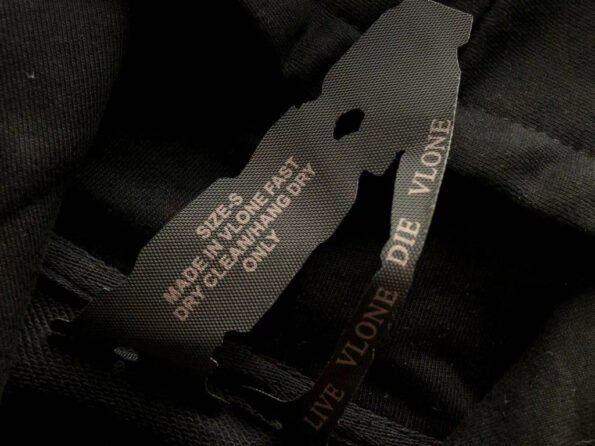 SIZE-S
MADE IN VLONE FAST
DRY CLEAN/HANG DRY
ONLY
LIVE VLONE DIE VLONE